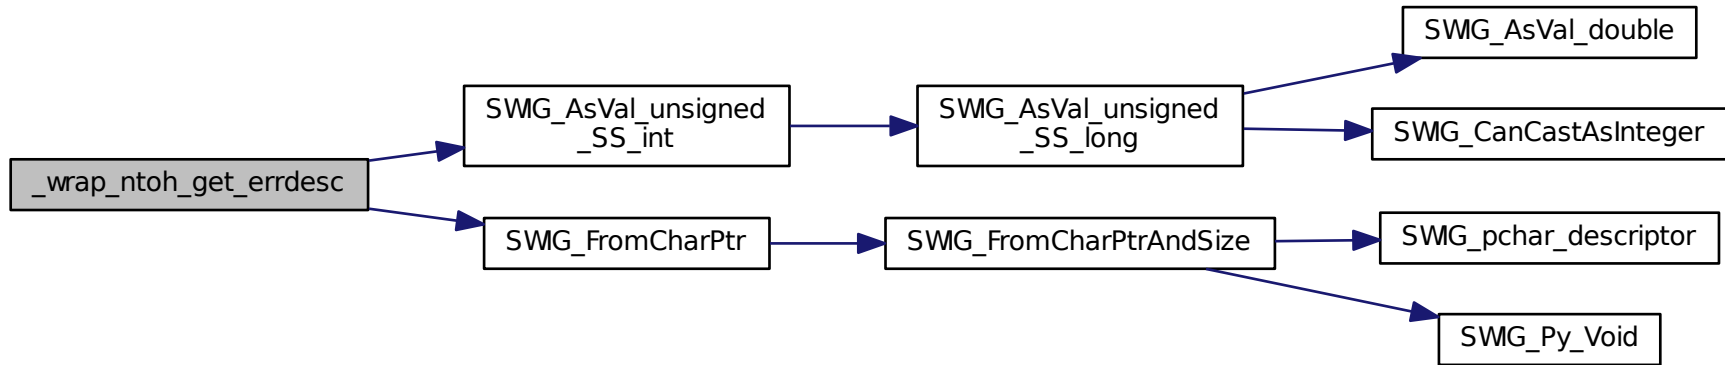 _wrap_ntoh_get_errdesc
SWIG_AsVal_unsigned
_SS_int
SWIG_AsVal_unsigned
_SS_long
SWIG_AsVal_double
SWIG_CanCastAsInteger
SWIG_FromCharPtr
SWIG_FromCharPtrAndSize
SWIG_pchar_descriptor
SWIG_Py_Void